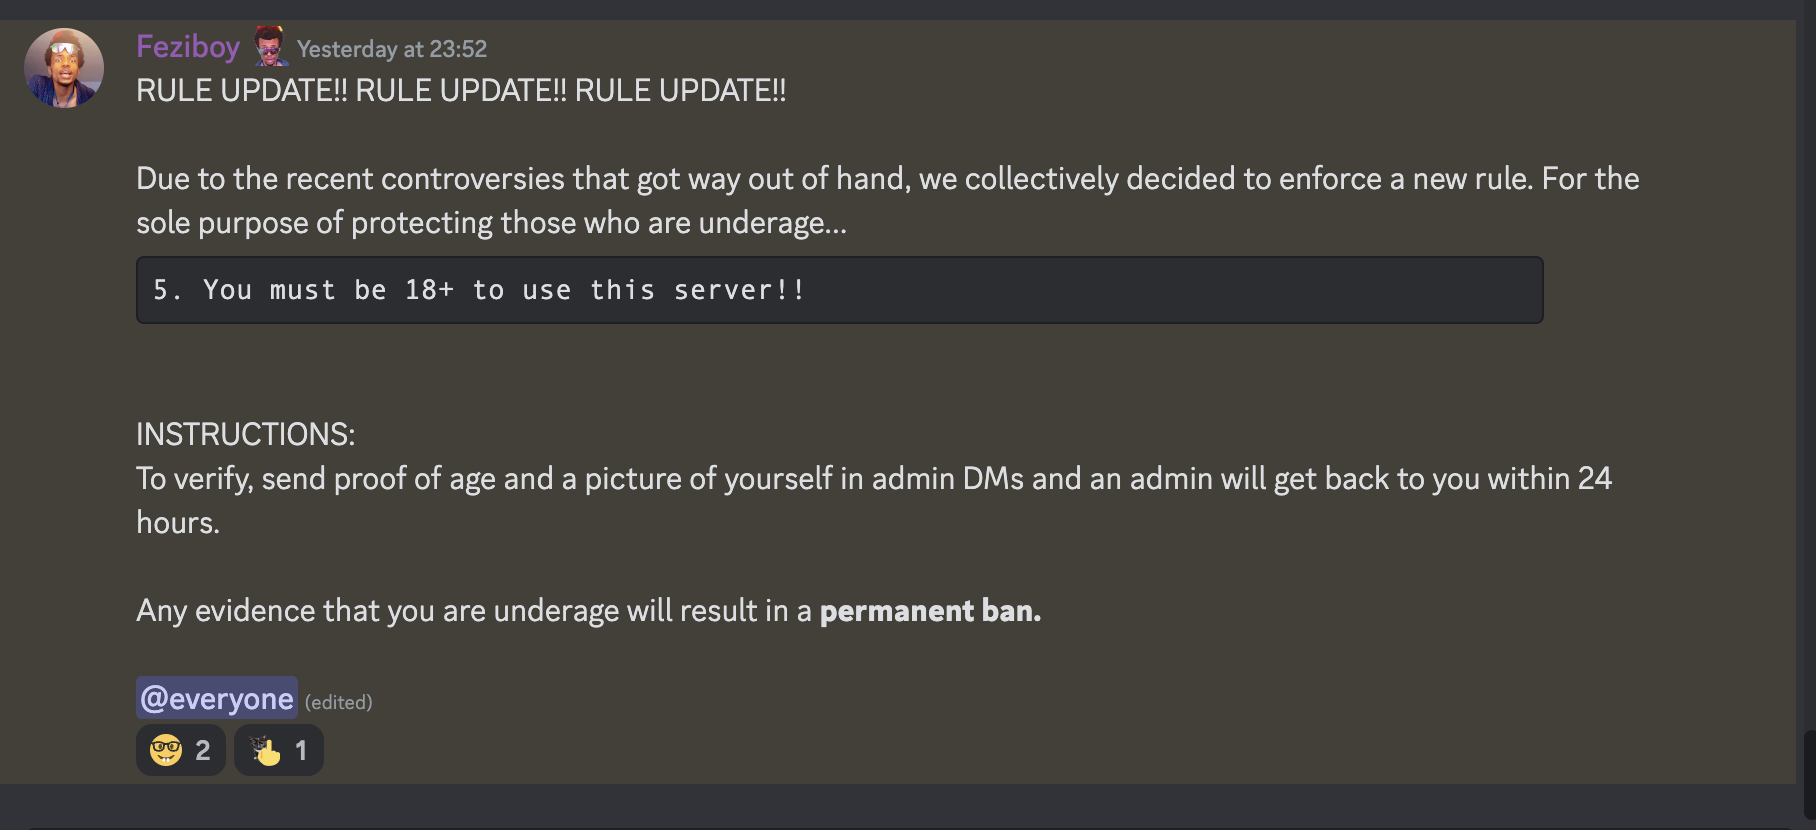 Feziboy Yesterday at 23:52
RULE UPDATE!! RULE UPDATE!! RULE UPDATE!!
Due to the recent controversies that got way out of hand, we collectively decided to enforce a new rule. For the
sole purpose of protecting those who are underage...
5. You must be 18+ to use this server!!
INSTRUCTIONS:
To verify, send proof of age and a picture of yourself in admin DMs and an admin will get back to you within 24
hours.
Any evidence that you are underage will result in a permanent ban.
@everyone (edited)
2 1